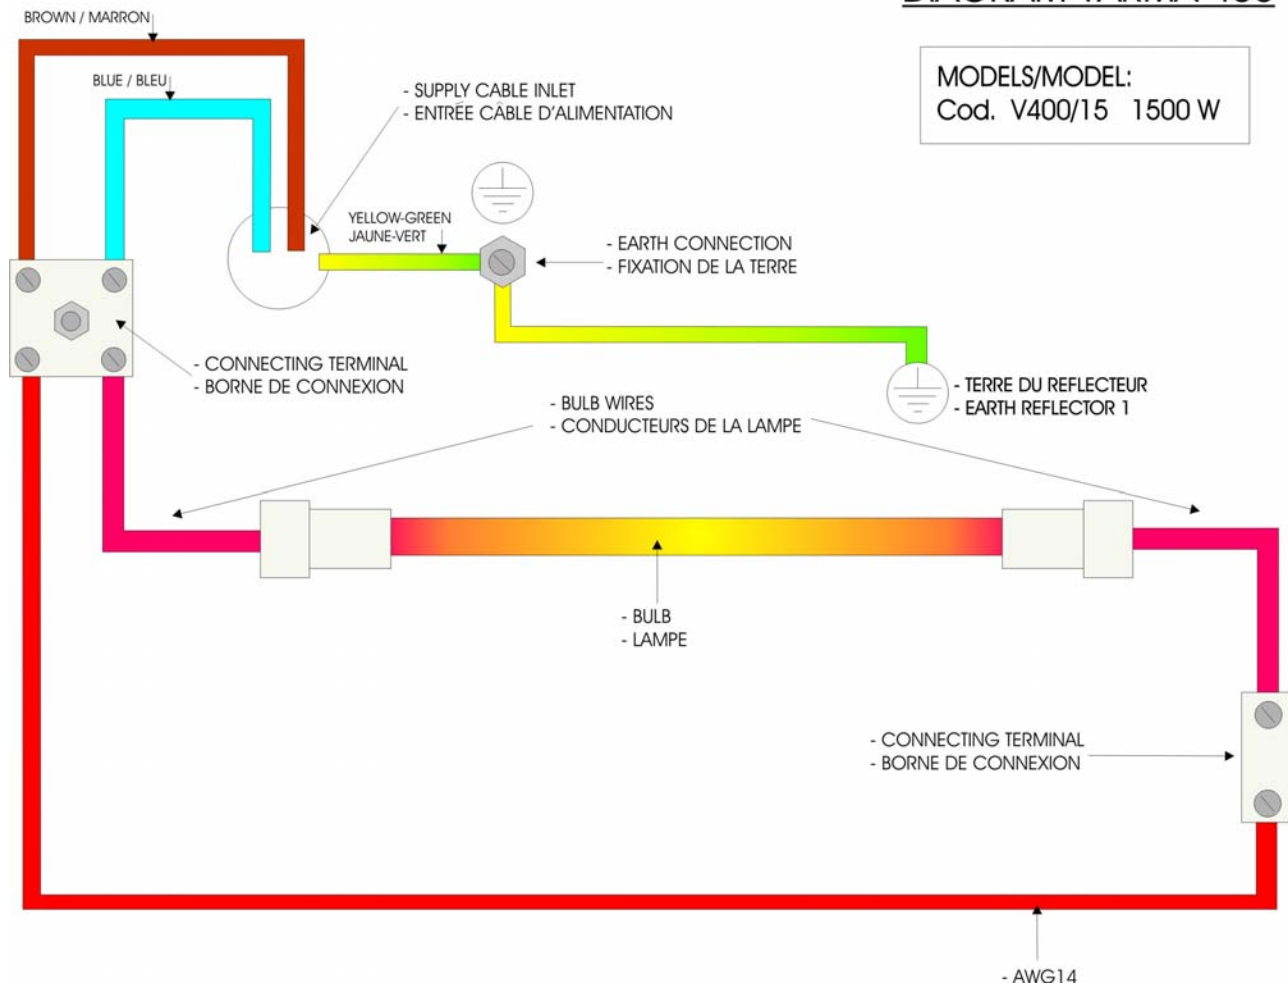 BROWN / MARRON
MODELS/MODEL:
Cod. V400/15 1500 W
BLUE / BLEU
- SUPPLY CABLE INLET
- ENTRÉE CÂBLE D'ALIMENTATION
YELLOW-GREEN
JAUNE-VERT
- EARTH CONNECTION
- FIXATION DE LA TERRE
- CONNECTING TERMINAL
- BORNE DE CONNEXION
- TERRE DU REFLECTEUR
- EARTH REFLECTOR 1
- BULB WIRES
- CONDUCTEURS DE LA LAMPE
- BULB
- LAMPE
- CONNECTING TERMINAL
- BORNE DE CONNEXION
- AWG14